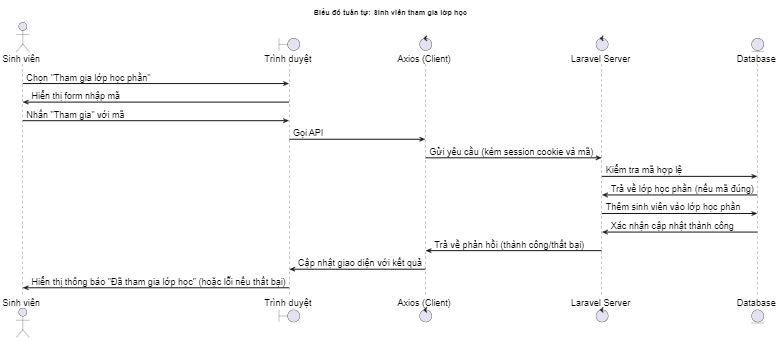 Biểu đồ tuần tự: Sinh viên tham gia lớp học
Sinh viên Trình duyệt Axios (Client) Laravel Server Database
Chọn "Tham gia lớp học phần"
Hiển thị form nhập mã
Nhấn "Tham gia" với mã
Gọi API
Gửi yêu cầu (kèm session cookie và mã)
Kiểm tra mã hợp lệ
Trả về lớp học phần (nếu mã đúng)
Thêm sinh viên vào lớp học phần
Xác nhận cập nhật thành công
Trả về phản hồi (thành công/thất bại)
Cập nhật giao diện với kết quả
Hiển thị thông báo "Đã tham gia lớp học" (hoặc lỗi nếu thất bại)
Sinh viên Trình duyệt Axios (Client) Laravel Server Database